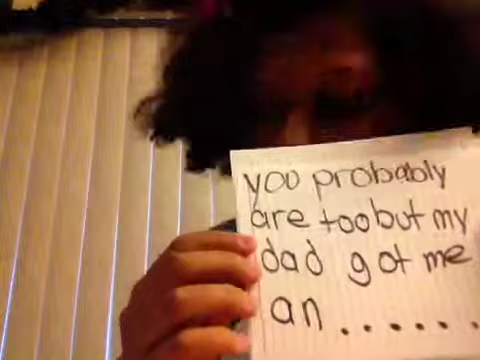 you probably
are too but my
dad got me
an . . . . . .